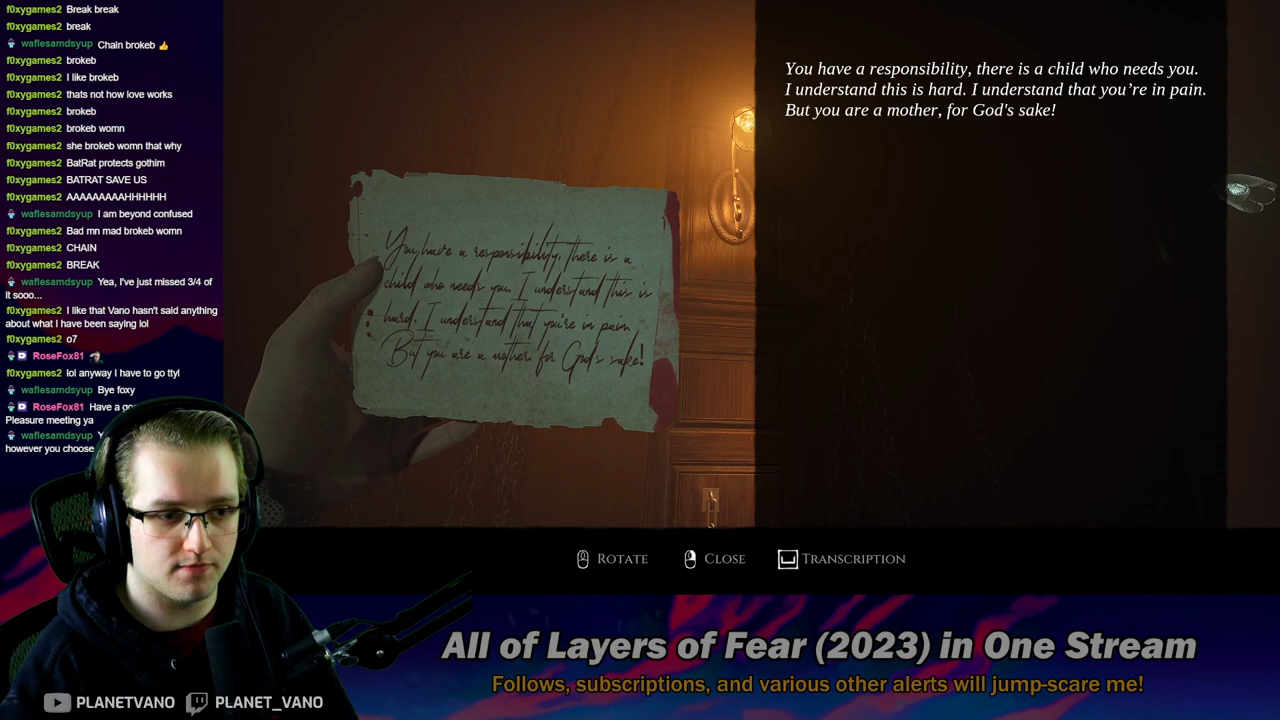 f0xygames2 Break break
f0xygames2 break
waflesamdsyup Chain brokeb 👍
f0xygames2 brokeb
f0xygames2 I like brokeb
f0xygames2 thats not how love works
f0xygames2 brokeb
f0xygames2 brokeb womn
f0xygames2 she brokeb womn that why
f0xygames2 BatRat protects gothim
f0xygames2 BATRAT SAVE US
f0xygames2 AAAAAAAAAHHHHHH
waflesamdsyup I am beyond confused
f0xygames2 Bad mn mad brokeb womn
f0xygames2 CHAIN
f0xygames2 BREAK
waflesamdsyup Yea, I've just missed 3/4 of
it sooo...
f0xygames2 I like that Vano hasn't said anything
about what I have been saying lol
f0xygames2 o7
RoseFox81
f0xygames2 lol anyway I have to go ttyl
waflesamdsyup Bye foxy
RoseFox81 Have a
Pleasure meeting ya
waflesamdsyup
however you choose
You have a responsibility, there is a
child who needs you. I understand this is
hard. I understand that you're in pain.
But you are a mother, for God's sake!
You have a responsibility, there is a child who needs you.
I understand this is hard. I understand that you're in pain.
But you are a mother, for God's sake!
ROTATE CLOSE TRANSCRIPTION
All of Layers of Fear (2023) in One Stream
Follows, subscriptions, and various other alerts will jump-scare me!
PLANETVANO PLANET_VANO